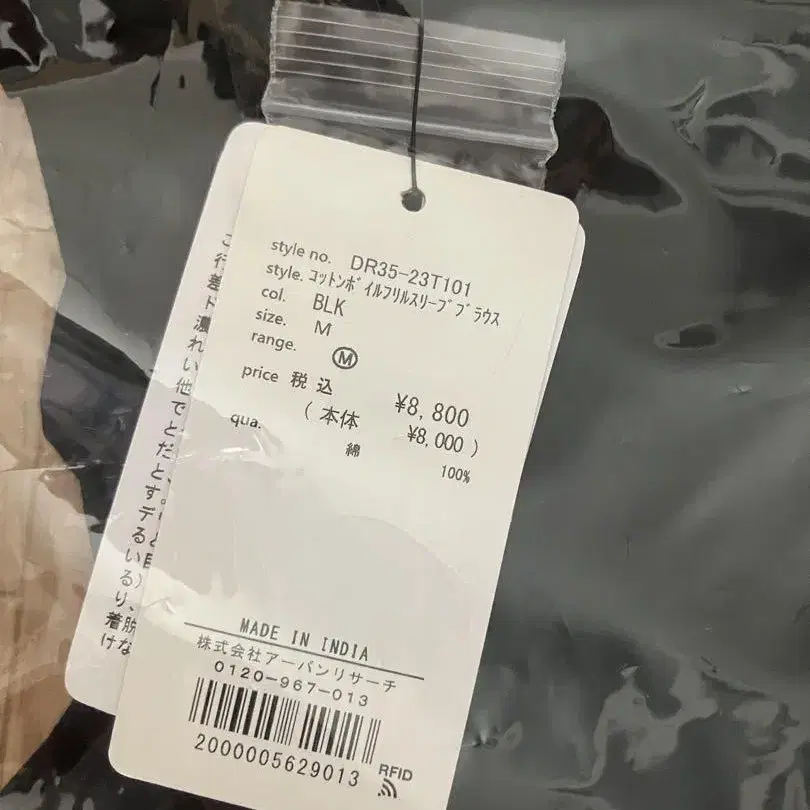 style no. DR35-23T101
style. コットンボイルフリルスリーブブラウス
col. BLK
size. M
range. Ⓜ
price 税込 ¥8,800
(本体 ¥8,000)
qua. 綿 100%
MADE IN INDIA
株式会社アーバンリサーチ
0120-967-013
2000005629013
RFID